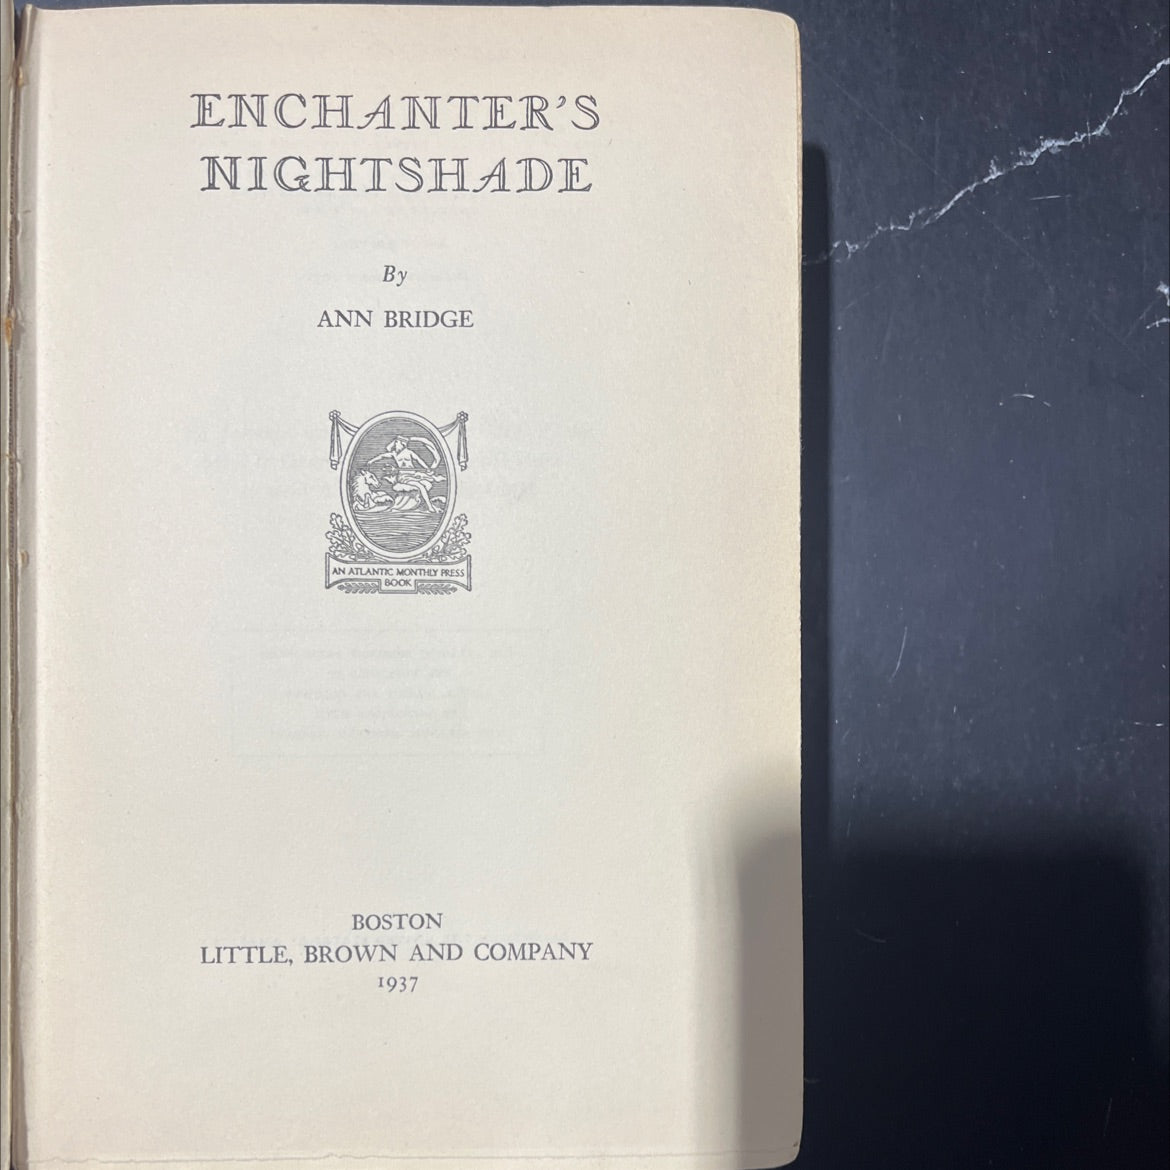 ENCHANTER'S
NIGHTSHADE
By
ANN BRIDGE
AN ATLANTIC MONTHLY PRESS
BOOK
BOSTON
LITTLE, BROWN AND COMPANY
1937